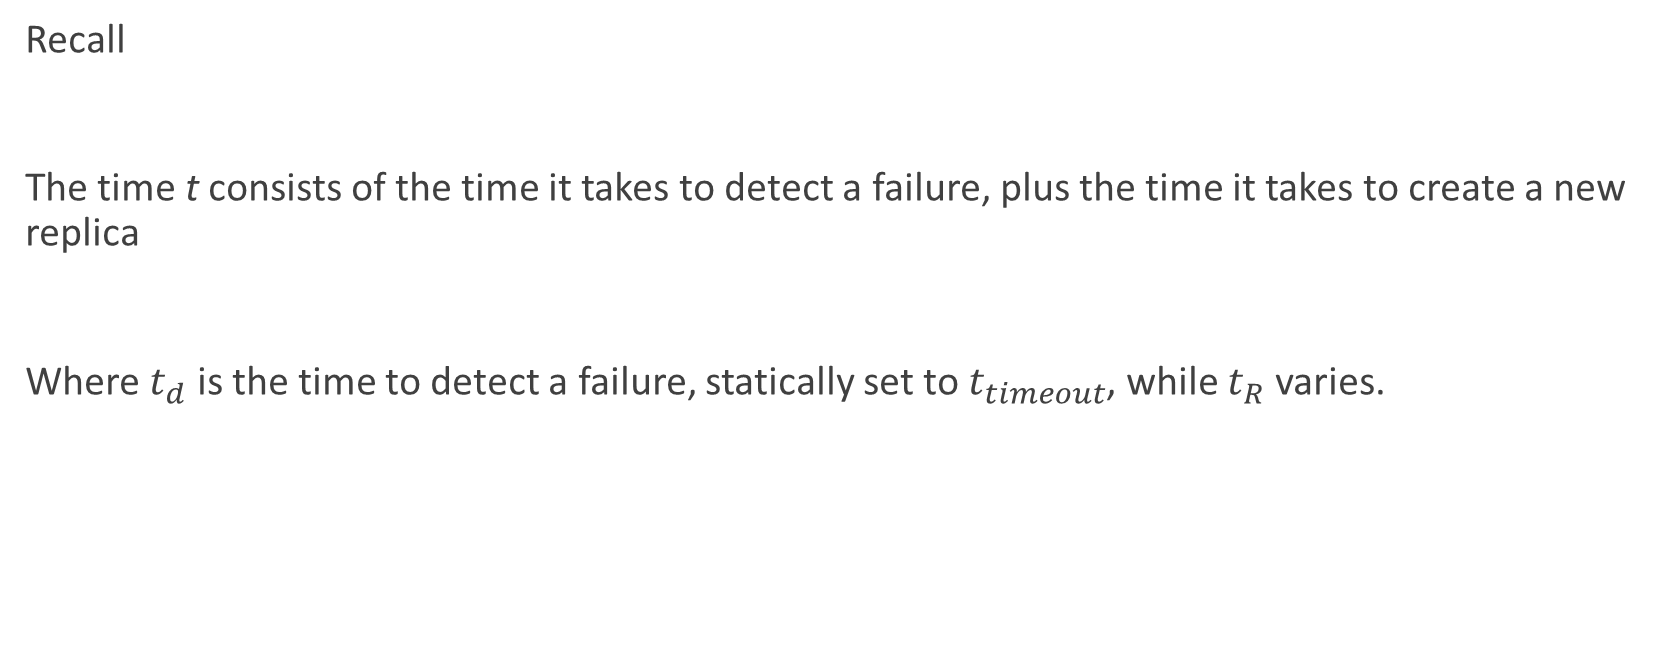 Recall
The time t consists of the time it takes to detect a failure, plus the time it takes to create a new
replica
Where t_d is the time to detect a failure, statically set to t_timeout, while t_R varies.